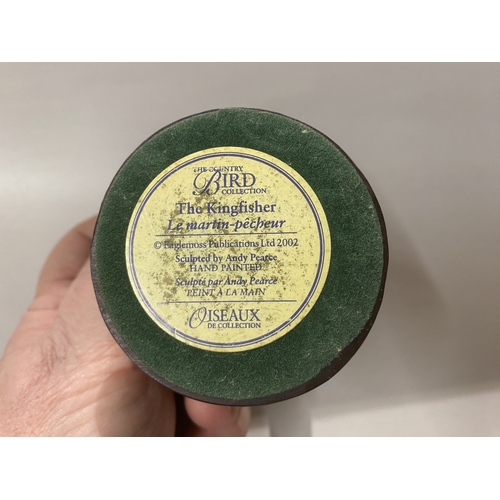 THE COUNTRY
BIRD
COLLECTION
The Kingfisher
Le martin-pêcheur
© Eaglemoss Publications Ltd 2002
Sculpted by Andy Pearce
HAND PAINTED
Sculpté par Andy Pearce
PEINT À LA MAIN
OISEAUX
DE COLLECTION